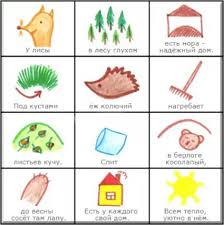 У лисы
в лесу глухом
есть нора -
надёжный дом.
Под кустами
ёж колючий
нагребает
листьев кучу.
Спит
в берлоге
косолапый,
до весны
сосёт там лапу.
Есть у каждого
свой дом.
Всем тепло,
уютно в нём.